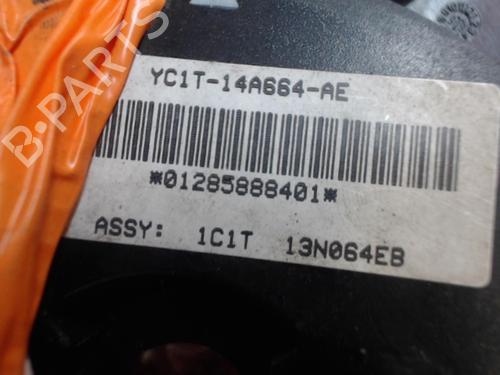 YC1T-14A664-AE
*01285888401*
ASSY: 1C1T 13N064EB
B-PARTS